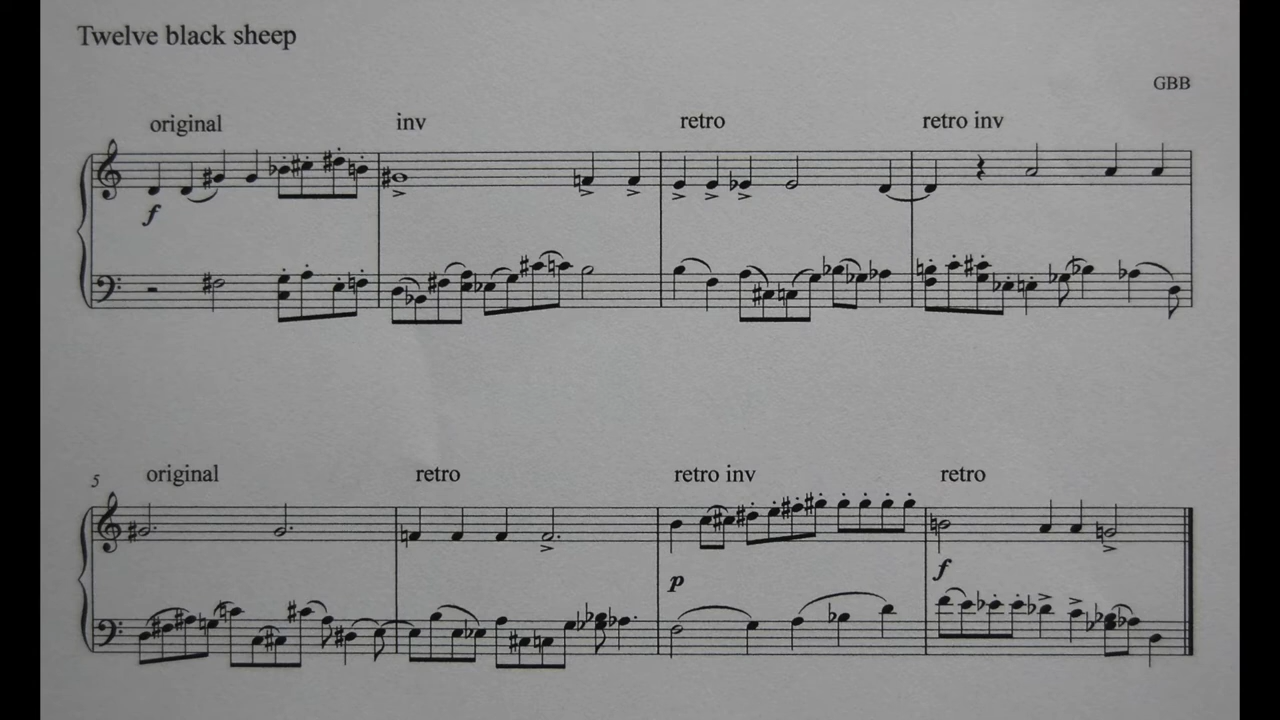 Twelve black sheep
GBB
original inv retro retro inv
f
5
original retro retro inv retro
p f